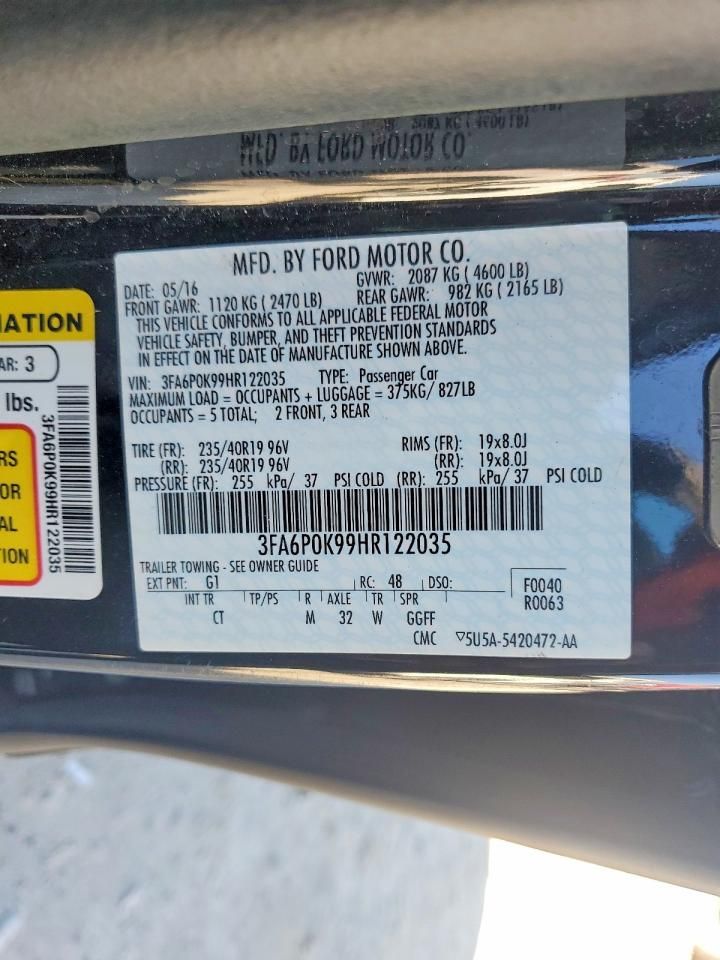 MFD. BY FORD MOTOR CO.
MFD. BY FORD MOTOR CO.
DATE: 05/16 GVWR: 2087 KG (4600 LB)
FRONT GAWR: 1120 KG (2470 LB) REAR GAWR: 982 KG (2165 LB)
THIS VEHICLE CONFORMS TO ALL APPLICABLE FEDERAL MOTOR
VEHICLE SAFETY, BUMPER, AND THEFT PREVENTION STANDARDS
IN EFFECT ON THE DATE OF MANUFACTURE SHOWN ABOVE.
VIN: 3FA6P0K99HR122035 TYPE: Passenger Car
MAXIMUM LOAD = OCCUPANTS + LUGGAGE = 375KG/ 827LB
OCCUPANTS = 5 TOTAL; 2 FRONT, 3 REAR
TIRE (FR): 235/40R19 96V RIMS (FR): 19x8.0J
(RR): 235/40R19 96V (RR): 19x8.0J
PRESSURE (FR): 255 kPa/ 37 PSI COLD (RR): 255 kPa/ 37 PSI COLD
3FA6P0K99HR122035
TRAILER TOWING - SEE OWNER GUIDE
EXT PNT: G1 RC: 48 DSO: F0040
INT TR TP/PS R AXLE TR SPR R0063
CT M 32 W GGFF
CMC ▽5U5A-5420472-AA
MATION
AR: 3
lbs.
RS
OR
AL
TION
3FA6P0K99HR122035